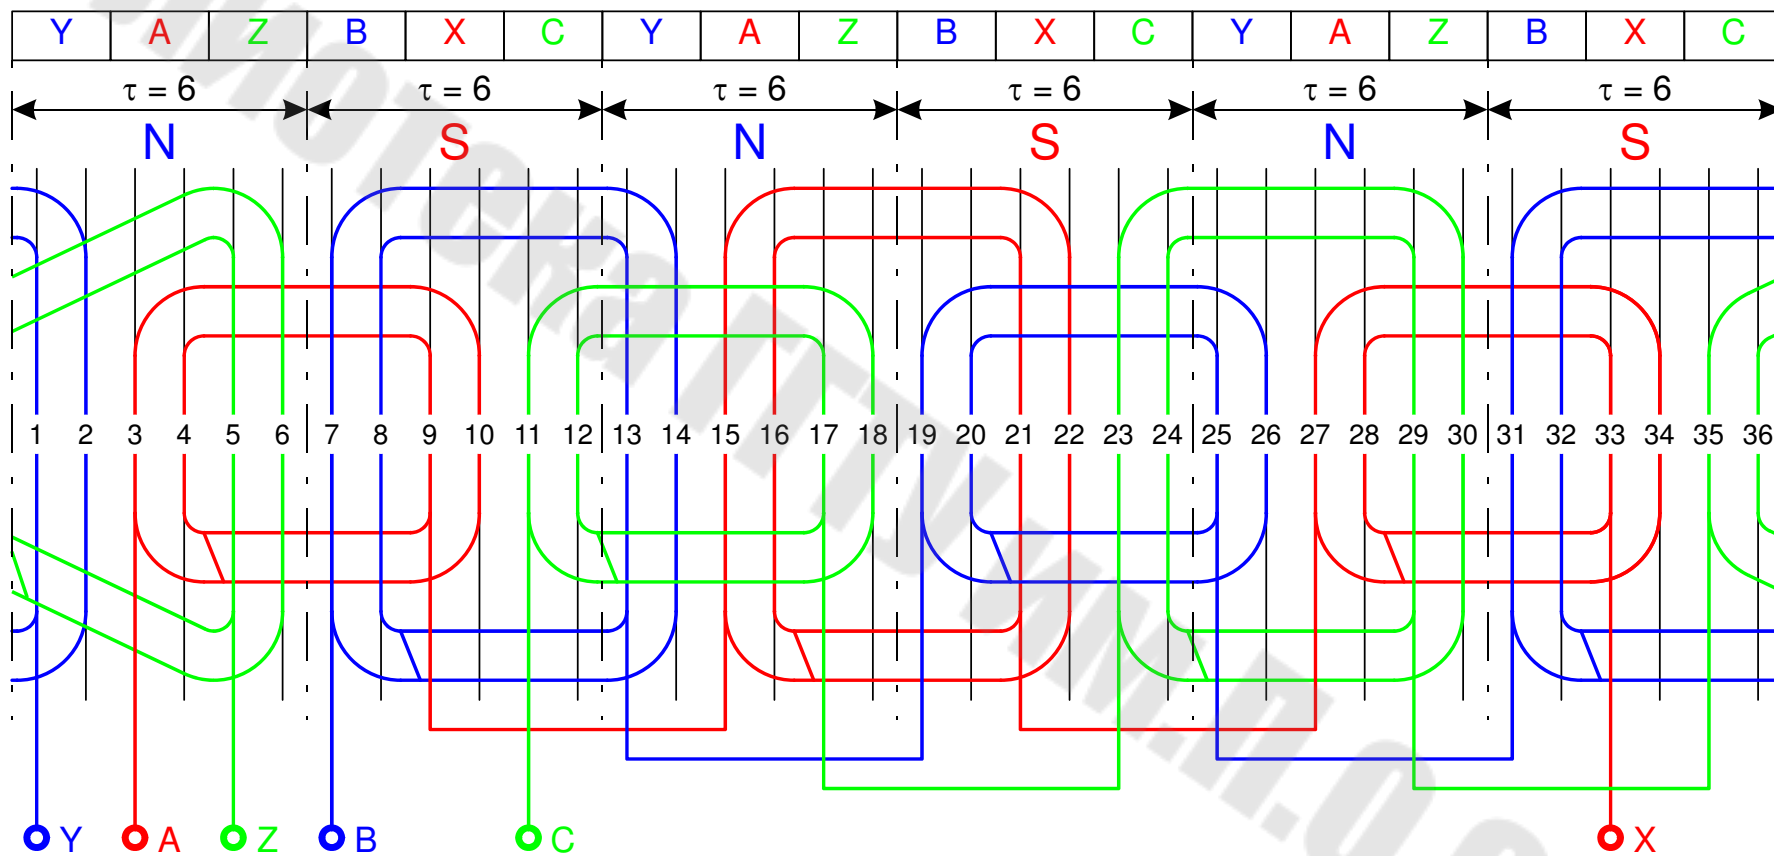 Y A Z B X C Y A Z B X C Y A Z B X C
τ = 6 τ = 6 τ = 6 τ = 6 τ = 6 τ = 6
N S N S N S
1 2 3 4 5 6 7 8 9 10 11 12 13 14 15 16 17 18 19 20 21 22 23 24 25 26 27 28 29 30 31 32 33 34 35 36
Y A Z B C X